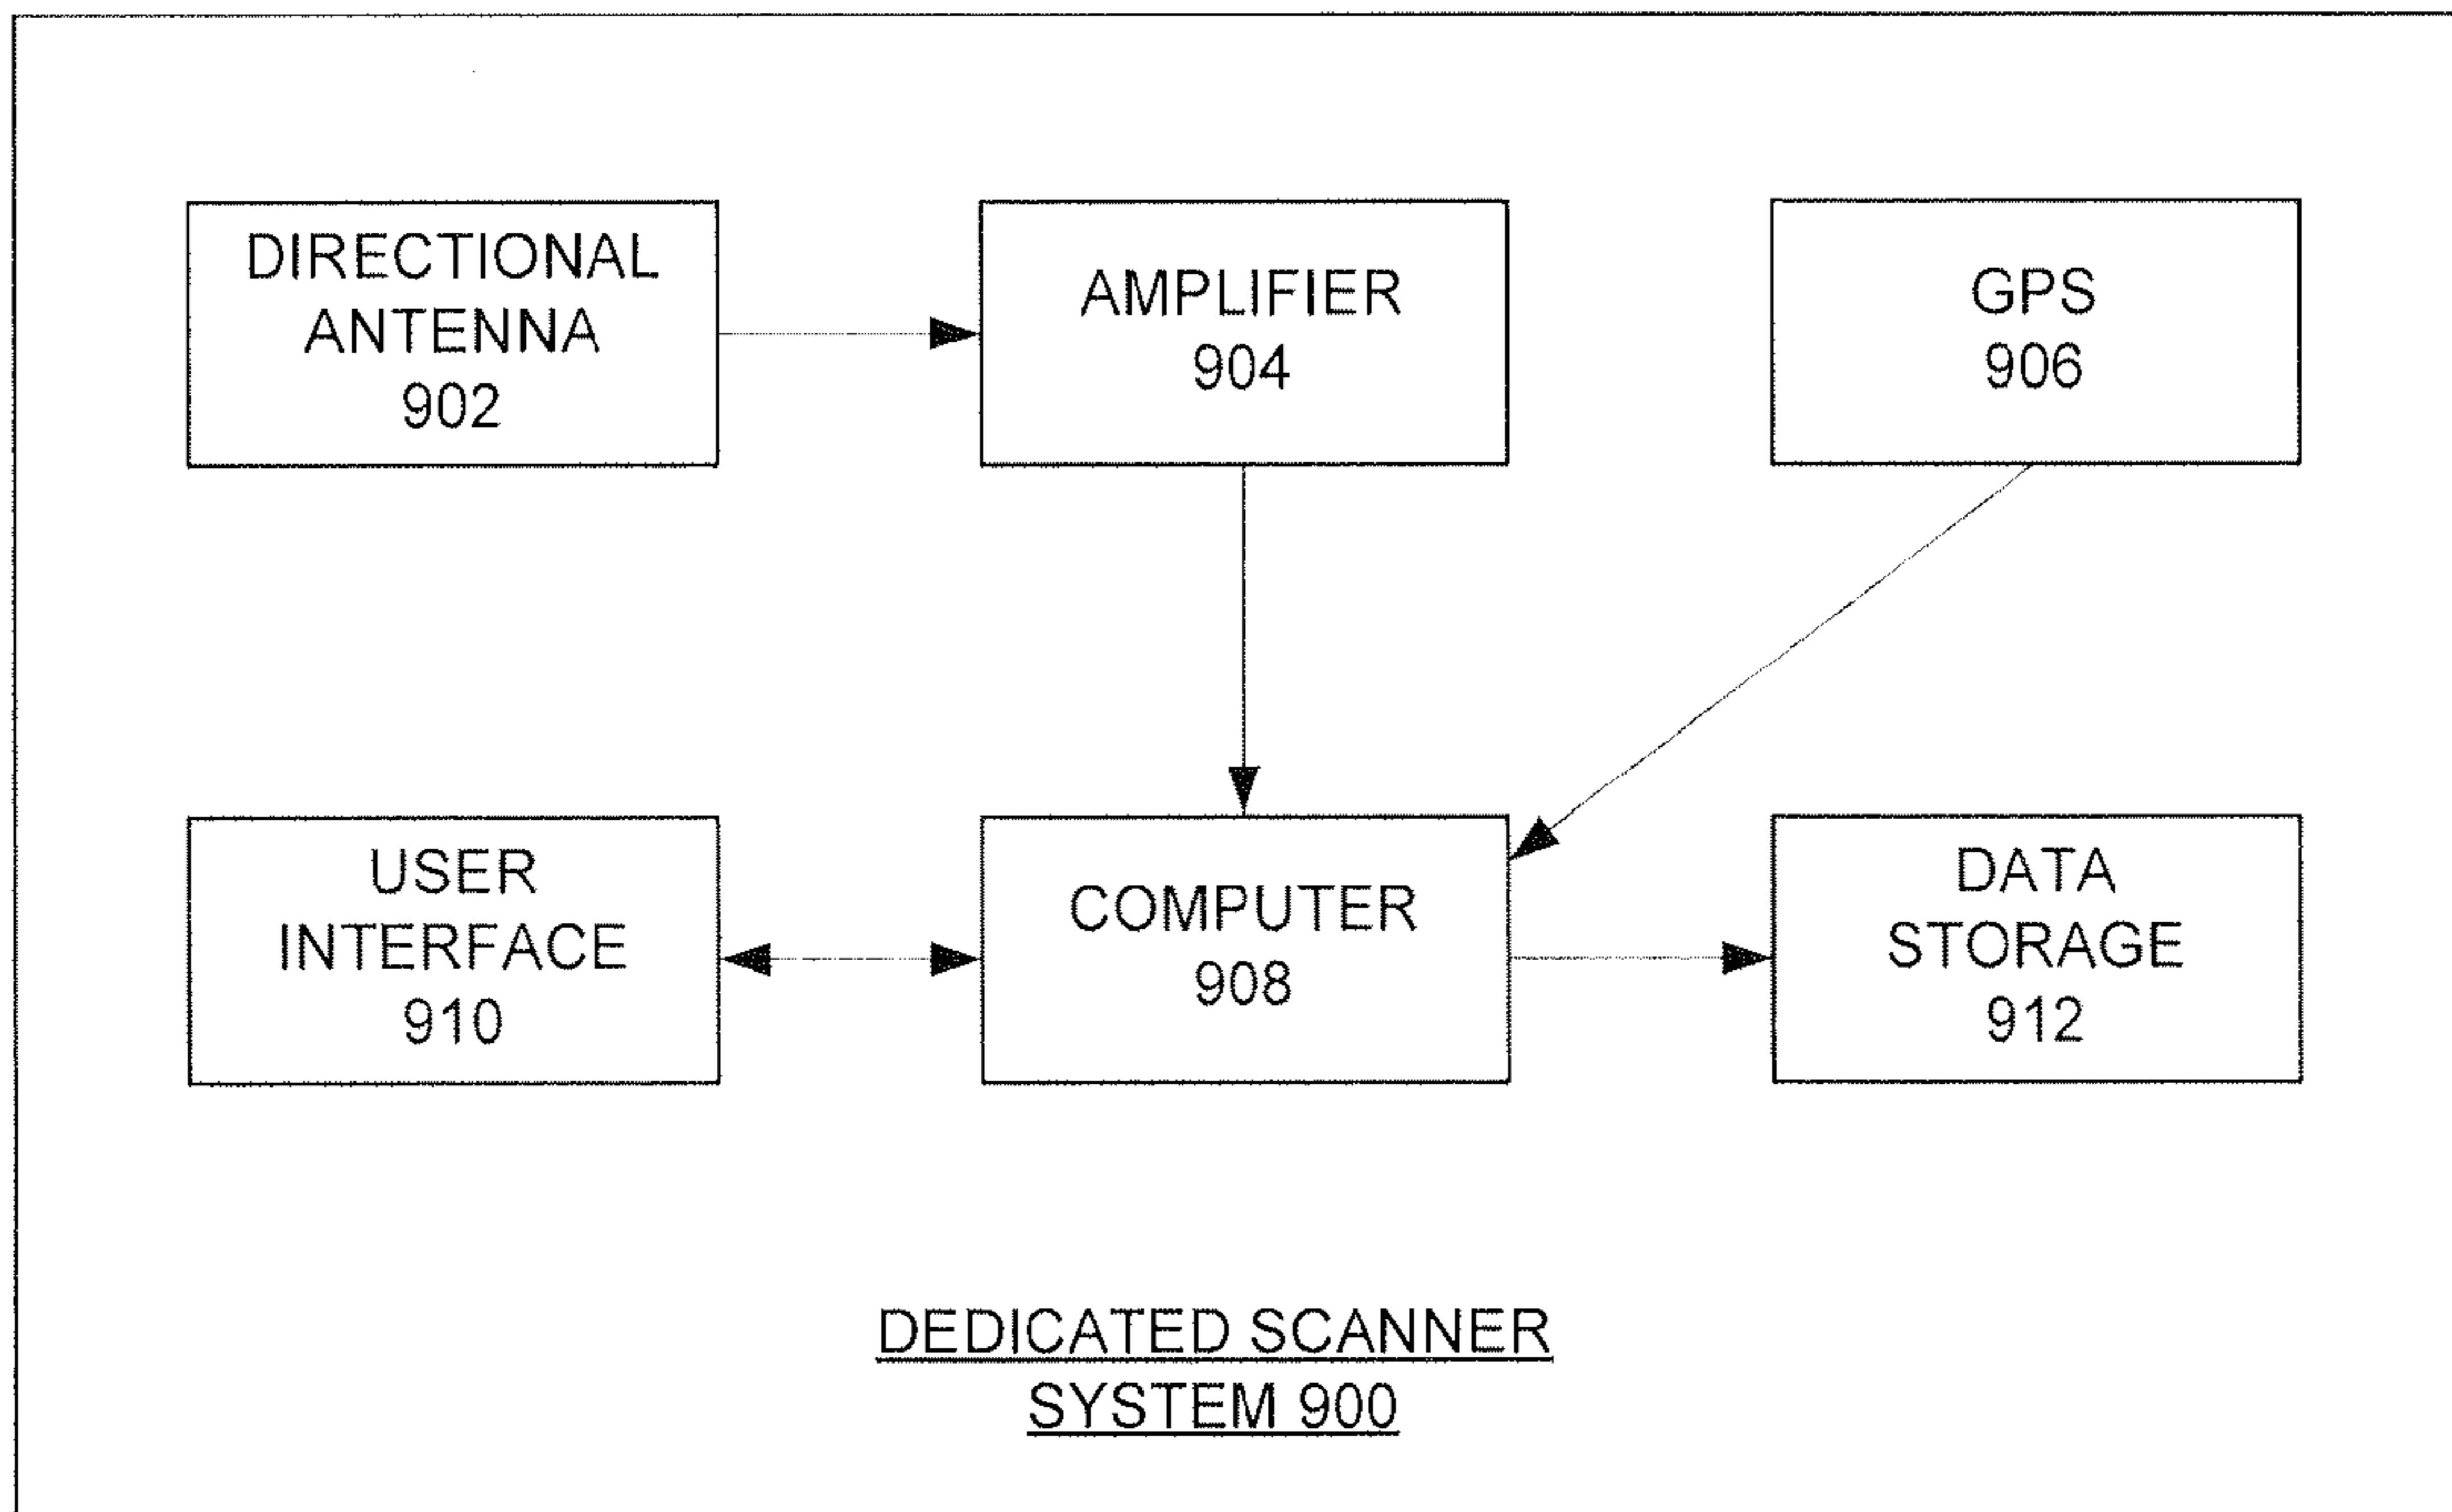 DIRECTIONAL
ANTENNA
902
AMPLIFIER
904
GPS
906
USER
INTERFACE
910
COMPUTER
908
DATA
STORAGE
912
DEDICATED SCANNER
SYSTEM 900